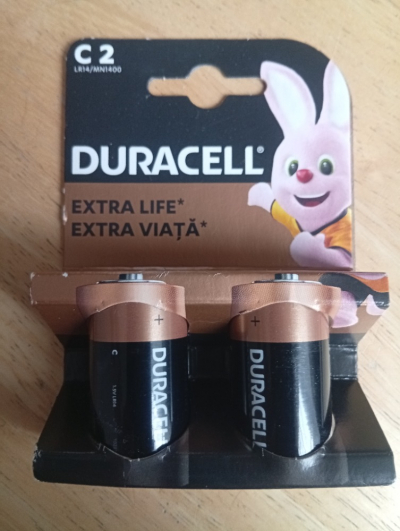 C 2
LR14/MN1400
DURACELL®
EXTRA LIFE*
EXTRA VIAȚĂ*
+
C
DURACELL
+
DURACELL